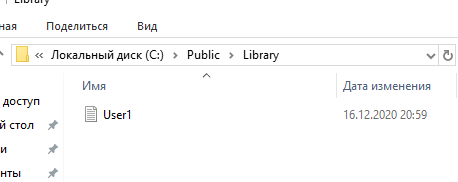 Library
Поделиться Вид
« Локальный диск (C:) > Public > Library
Имя Дата изменения
доступ
User1 16.12.2020 20:59
й стол
и
нты